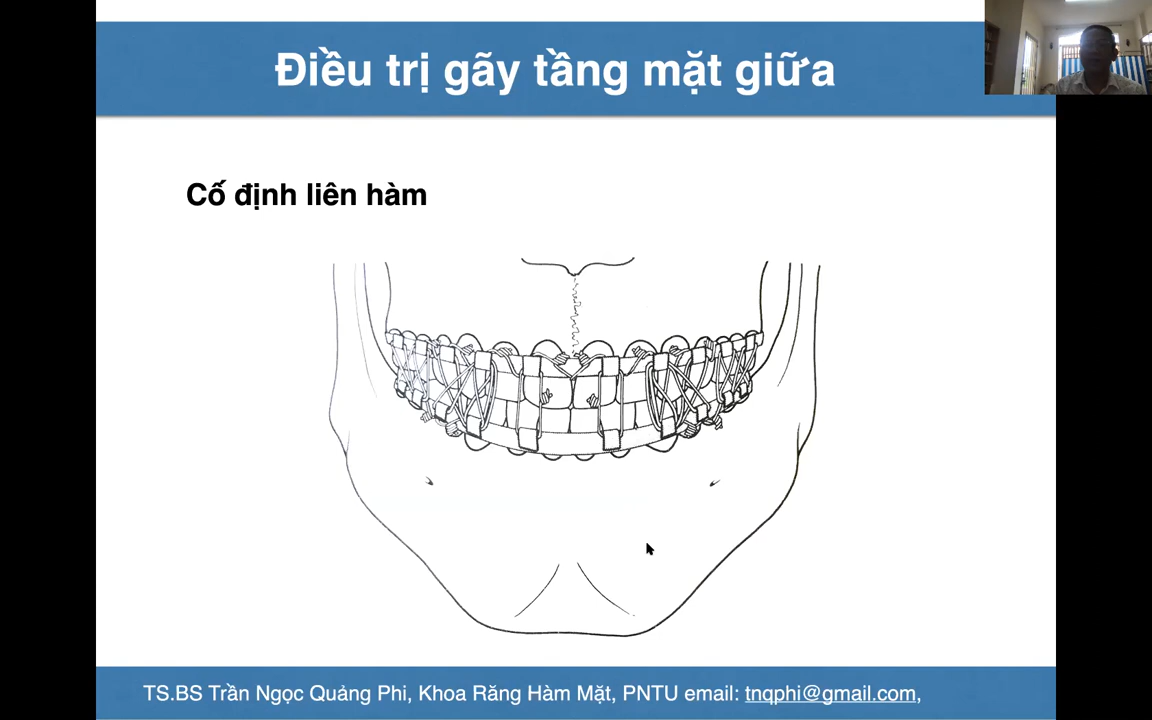 Điều trị gãy tầng mặt giữa
Cố định liên hàm
TS.BS Trần Ngọc Quảng Phi, Khoa Răng Hàm Mặt, PNTU email: tnqphi@gmail.com,